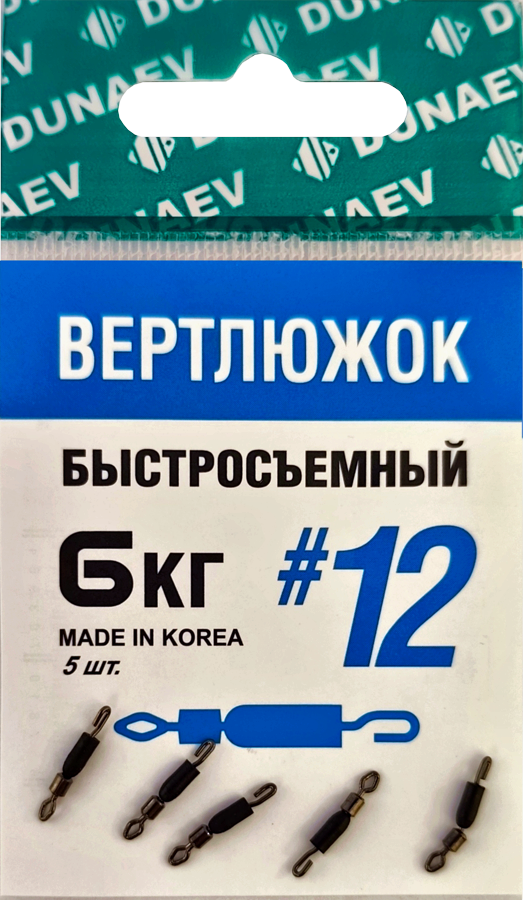 DUNAEV
DUNAEV
DUNAEV
ВЕРТЛЮЖОК
БЫСТРОСЪЕМНЫЙ
6кг #12
MADE IN KOREA
5 шт.